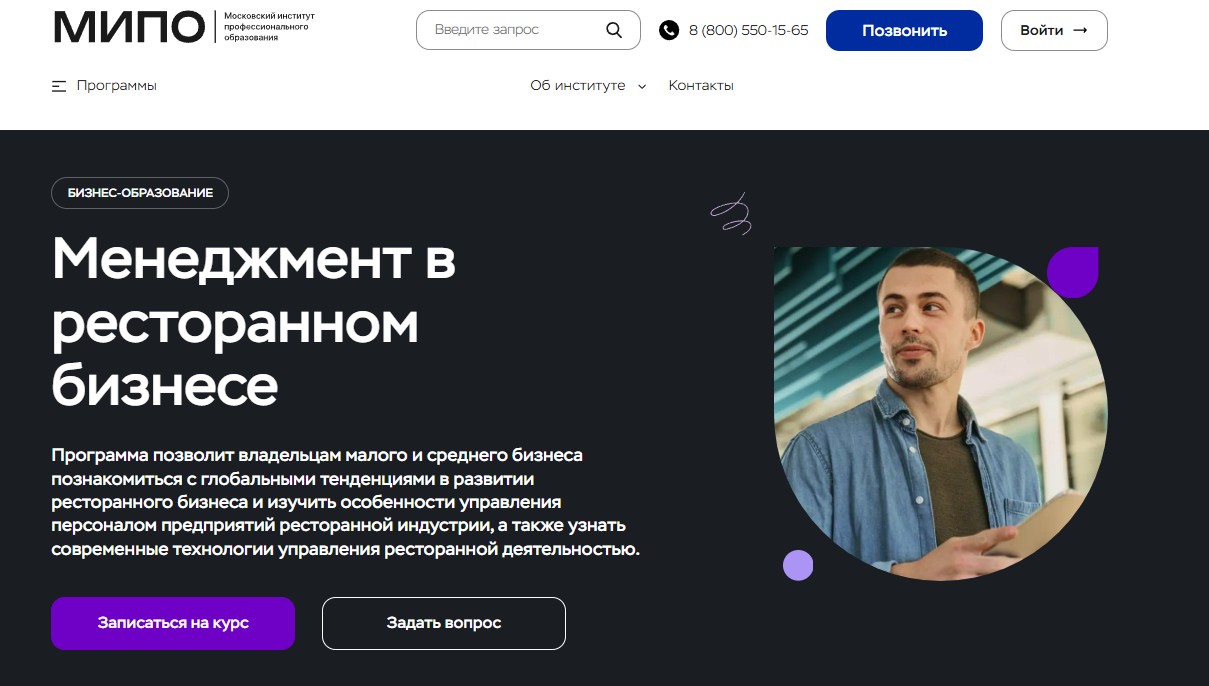 МИПО
Московский институт
профессионального
образования
Введите запрос
8 (800) 550-15-65
Позвонить
Войти →
Программы
Об институте
Контакты
БИЗНЕС-ОБРАЗОВАНИЕ
Менеджмент в
ресторанном
бизнесе
Программа позволит владельцам малого и среднего бизнеса
познакомиться с глобальными тенденциями в развитии
ресторанного бизнеса и изучить особенности управления
персоналом предприятий ресторанной индустрии, а также узнать
современные технологии управления ресторанной деятельностью.
Записаться на курс
Задать вопрос